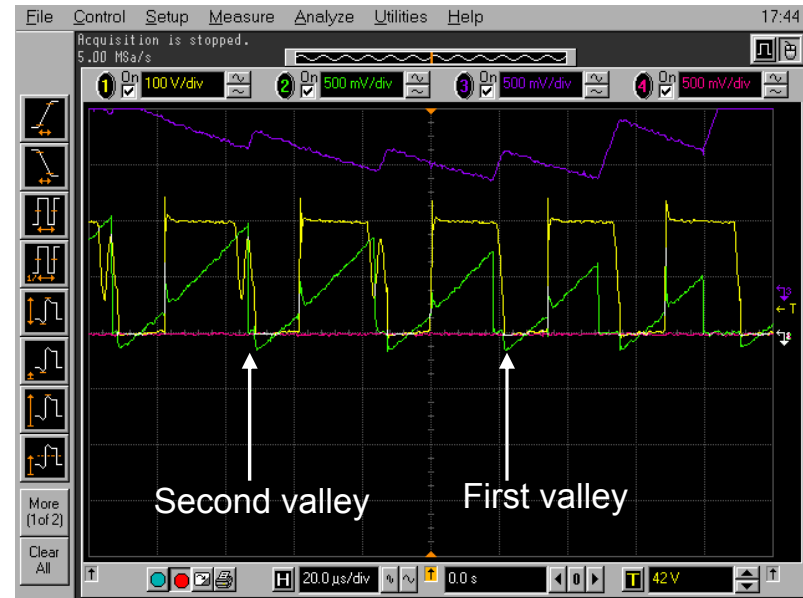 File Control Setup Measure Analyze Utilities Help 17:44
Acquisition is stopped.
5.00 MSa/s
1 On 100 V/div 2 On 500 mV/div 3 On 500 mV/div 4 On 500 mV/div
T
Second valley
First valley
More
(1 of 2)
Clear
All
H 20.0 µs/div 0.0 s 0 T 42 V